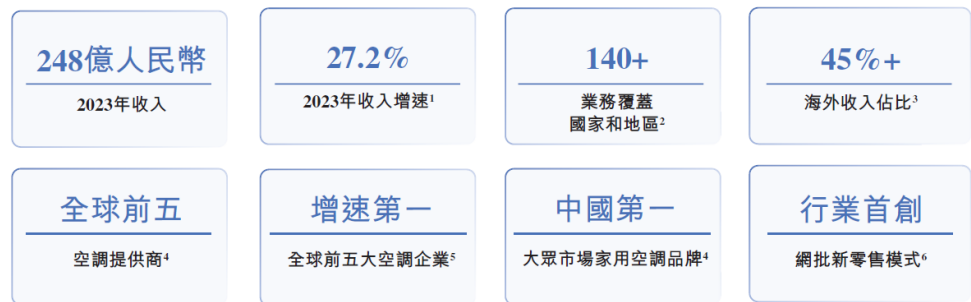 248億人民幣
2023年收入
27.2%
2023年收入增速¹
140+
業務覆蓋
國家和地區²
45%+
海外收入佔比³
全球前五
空調提供商⁴
增速第一
全球前五大空調企業⁵
中國第一
大眾市場家用空調品牌⁴
行業首創
網批新零售模式⁶